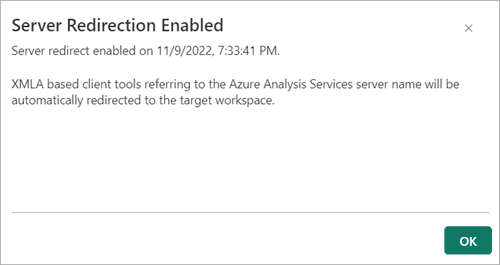 Server Redirection Enabled
Server redirect enabled on 11/9/2022, 7:33:41 PM.
XMLA based client tools referring to the Azure Analysis Services server name will be
automatically redirected to the target workspace.
OK